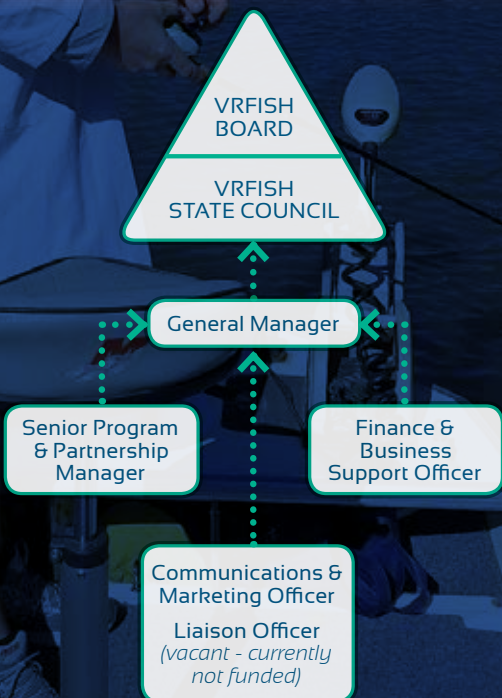 VRFISH
BOARD
VRFISH
STATE COUNCIL
General Manager
Senior Program
& Partnership
Manager
Finance &
Business
Support Officer
Communications &
Marketing Officer
Liaison Officer
(vacant - currently
not funded)